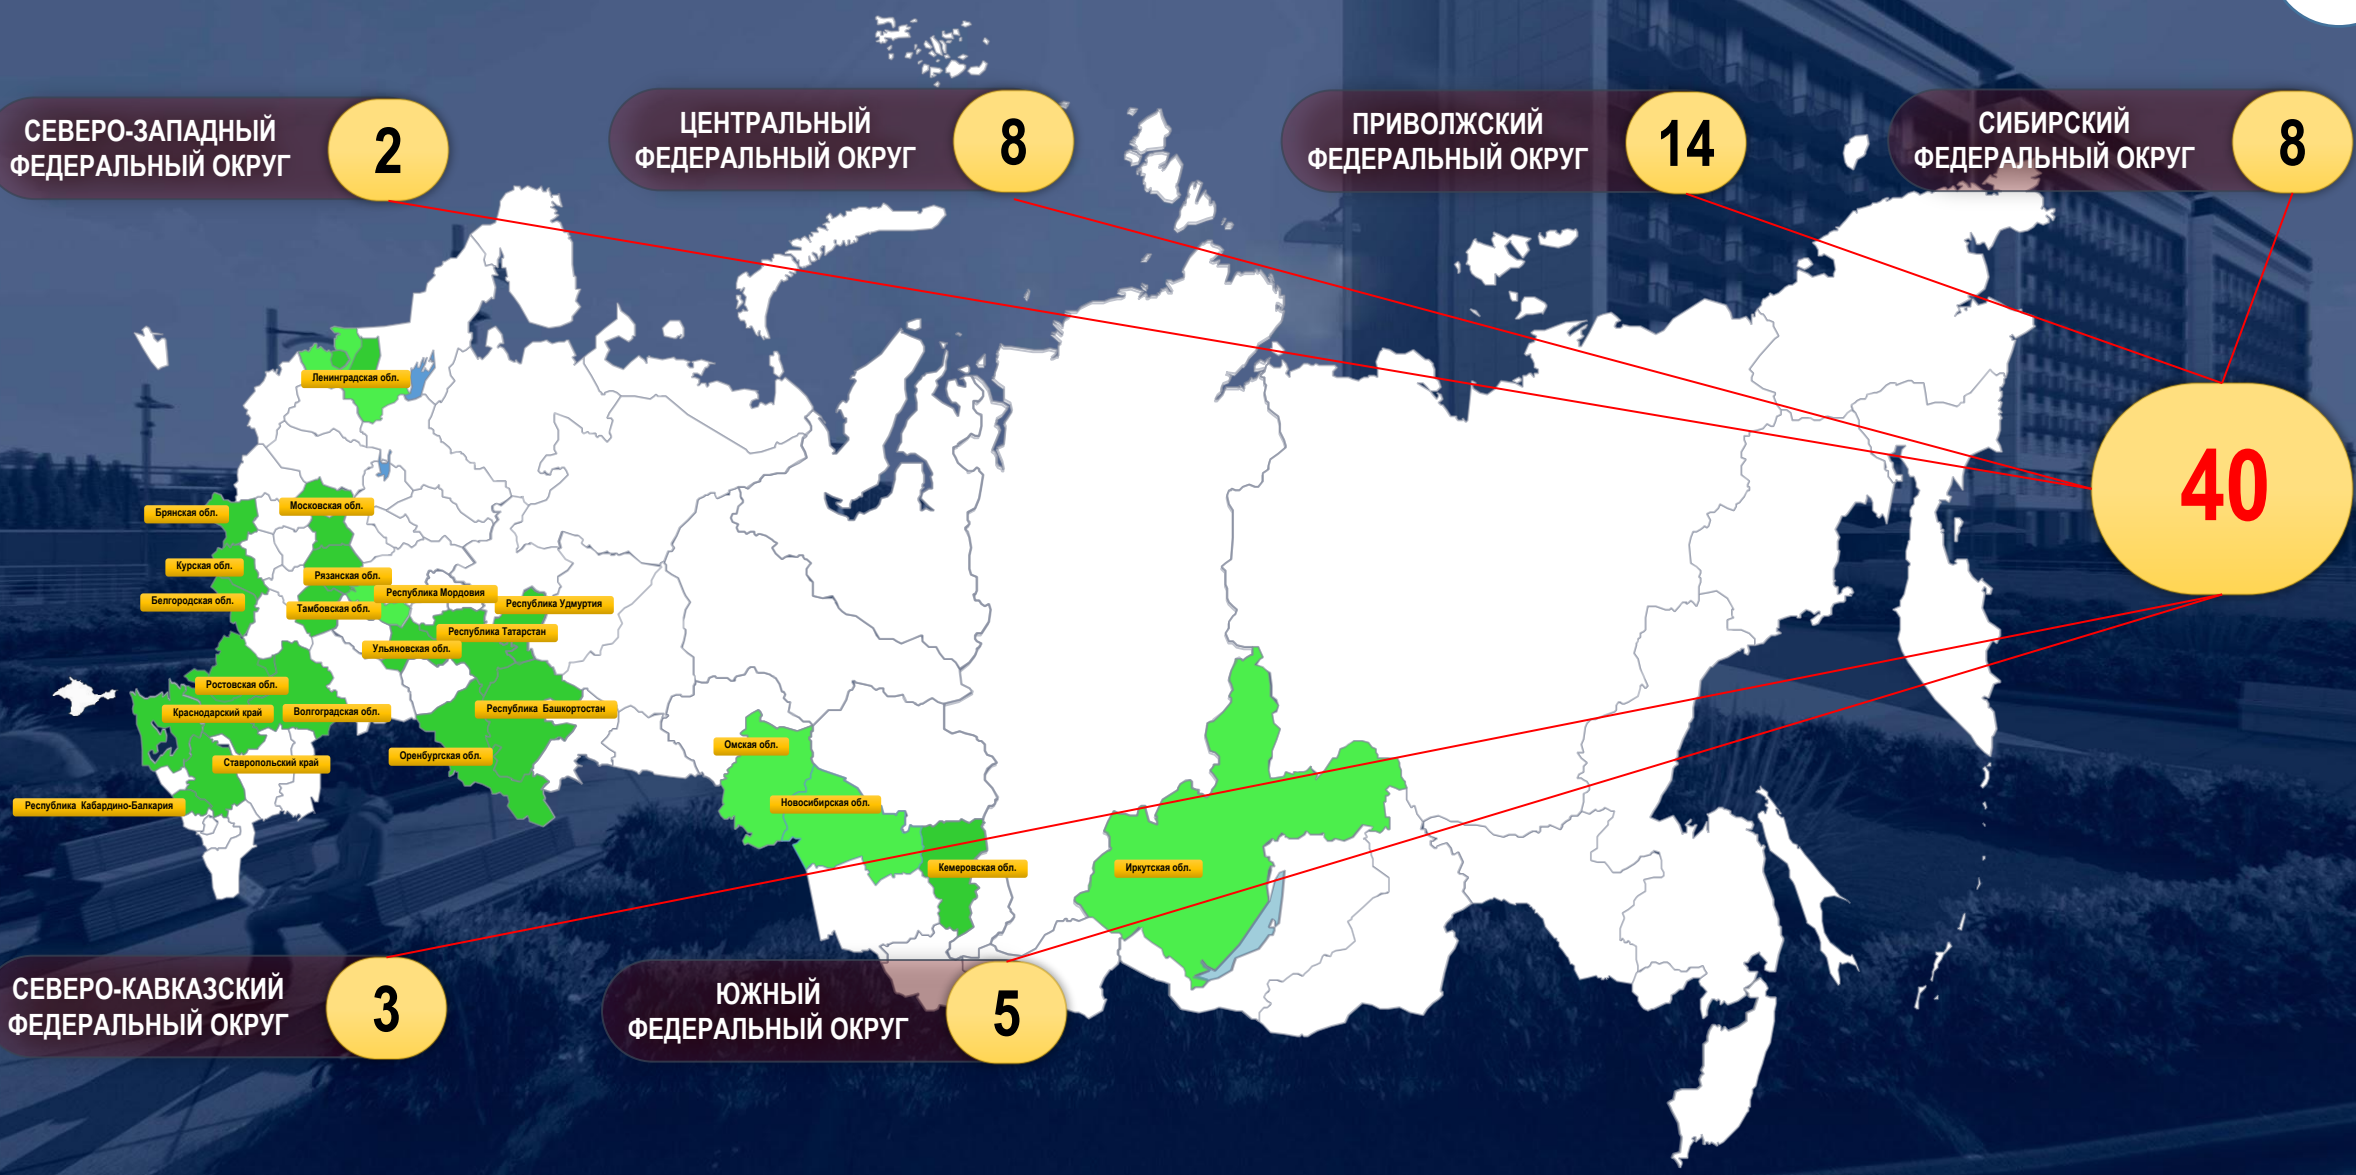 СЕВЕРО-ЗАПАДНЫЙ
ФЕДЕРАЛЬНЫЙ ОКРУГ
2
ЦЕНТРАЛЬНЫЙ
ФЕДЕРАЛЬНЫЙ ОКРУГ
8
ПРИВОЛЖСКИЙ
ФЕДЕРАЛЬНЫЙ ОКРУГ
14
СИБИРСКИЙ
ФЕДЕРАЛЬНЫЙ ОКРУГ
8
40
Ленинградская обл.
Московская обл.
Брянская обл.
Курская обл.
Рязанская обл.
Республика Мордовия
Белгородская обл.
Тамбовская обл.
Республика Удмуртия
Республика Татарстан
Ульяновская обл.
Ростовская обл.
Краснодарский край
Волгоградская обл.
Республика Башкортостан
Оренбургская обл.
Ставропольский край
Республика Кабардино-Балкария
Омская обл.
Новосибирская обл.
Кемеровская обл.
Иркутская обл.
СЕВЕРО-КАВКАЗСКИЙ
ФЕДЕРАЛЬНЫЙ ОКРУГ
3
ЮЖНЫЙ
ФЕДЕРАЛЬНЫЙ ОКРУГ
5